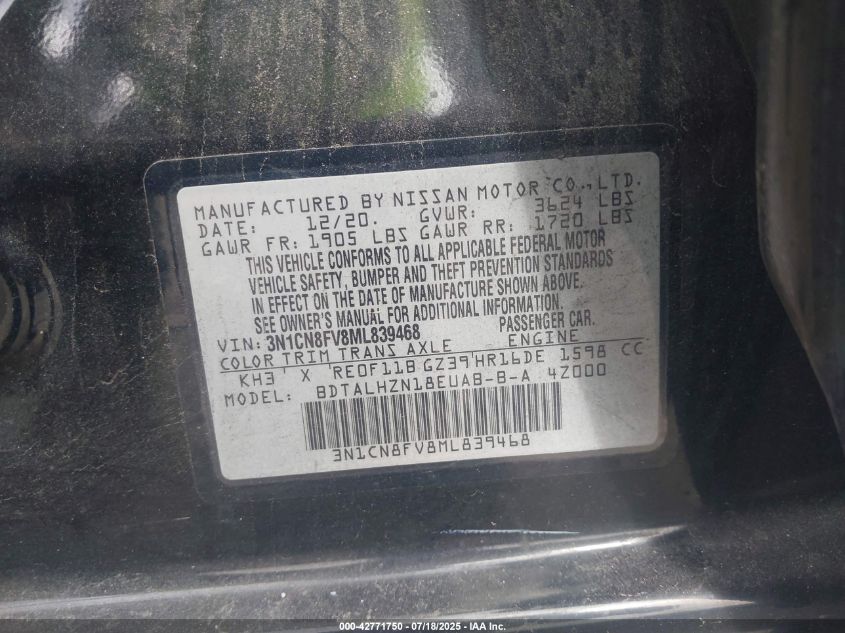 MANUFACTURED BY NISSAN MOTOR CO., LTD.
DATE: 12/20. GVWR: 3624 LBS
GAWR FR: 1905 LBS GAWR RR: 1720 LBS
THIS VEHICLE CONFORMS TO ALL APPLICABLE FEDERAL MOTOR
VEHICLE SAFETY, BUMPER AND THEFT PREVENTION STANDARDS
IN EFFECT ON THE DATE OF MANUFACTURE SHOWN ABOVE.
SEE OWNER'S MANUAL FOR ADDITIONAL INFORMATION.
VIN: 3N1CN8FV8ML839468 PASSENGER CAR.
COLOR TRIM TRANS AXLE ENGINE
KH3 X RE0F11B GZ39 HR16DE 1598 CC
MODEL: BDTALHZN18EUAB-B-A 4Z000
3N1CN8FV8ML839468
000-42771750 | 07/18/2025 - IAA Inc.